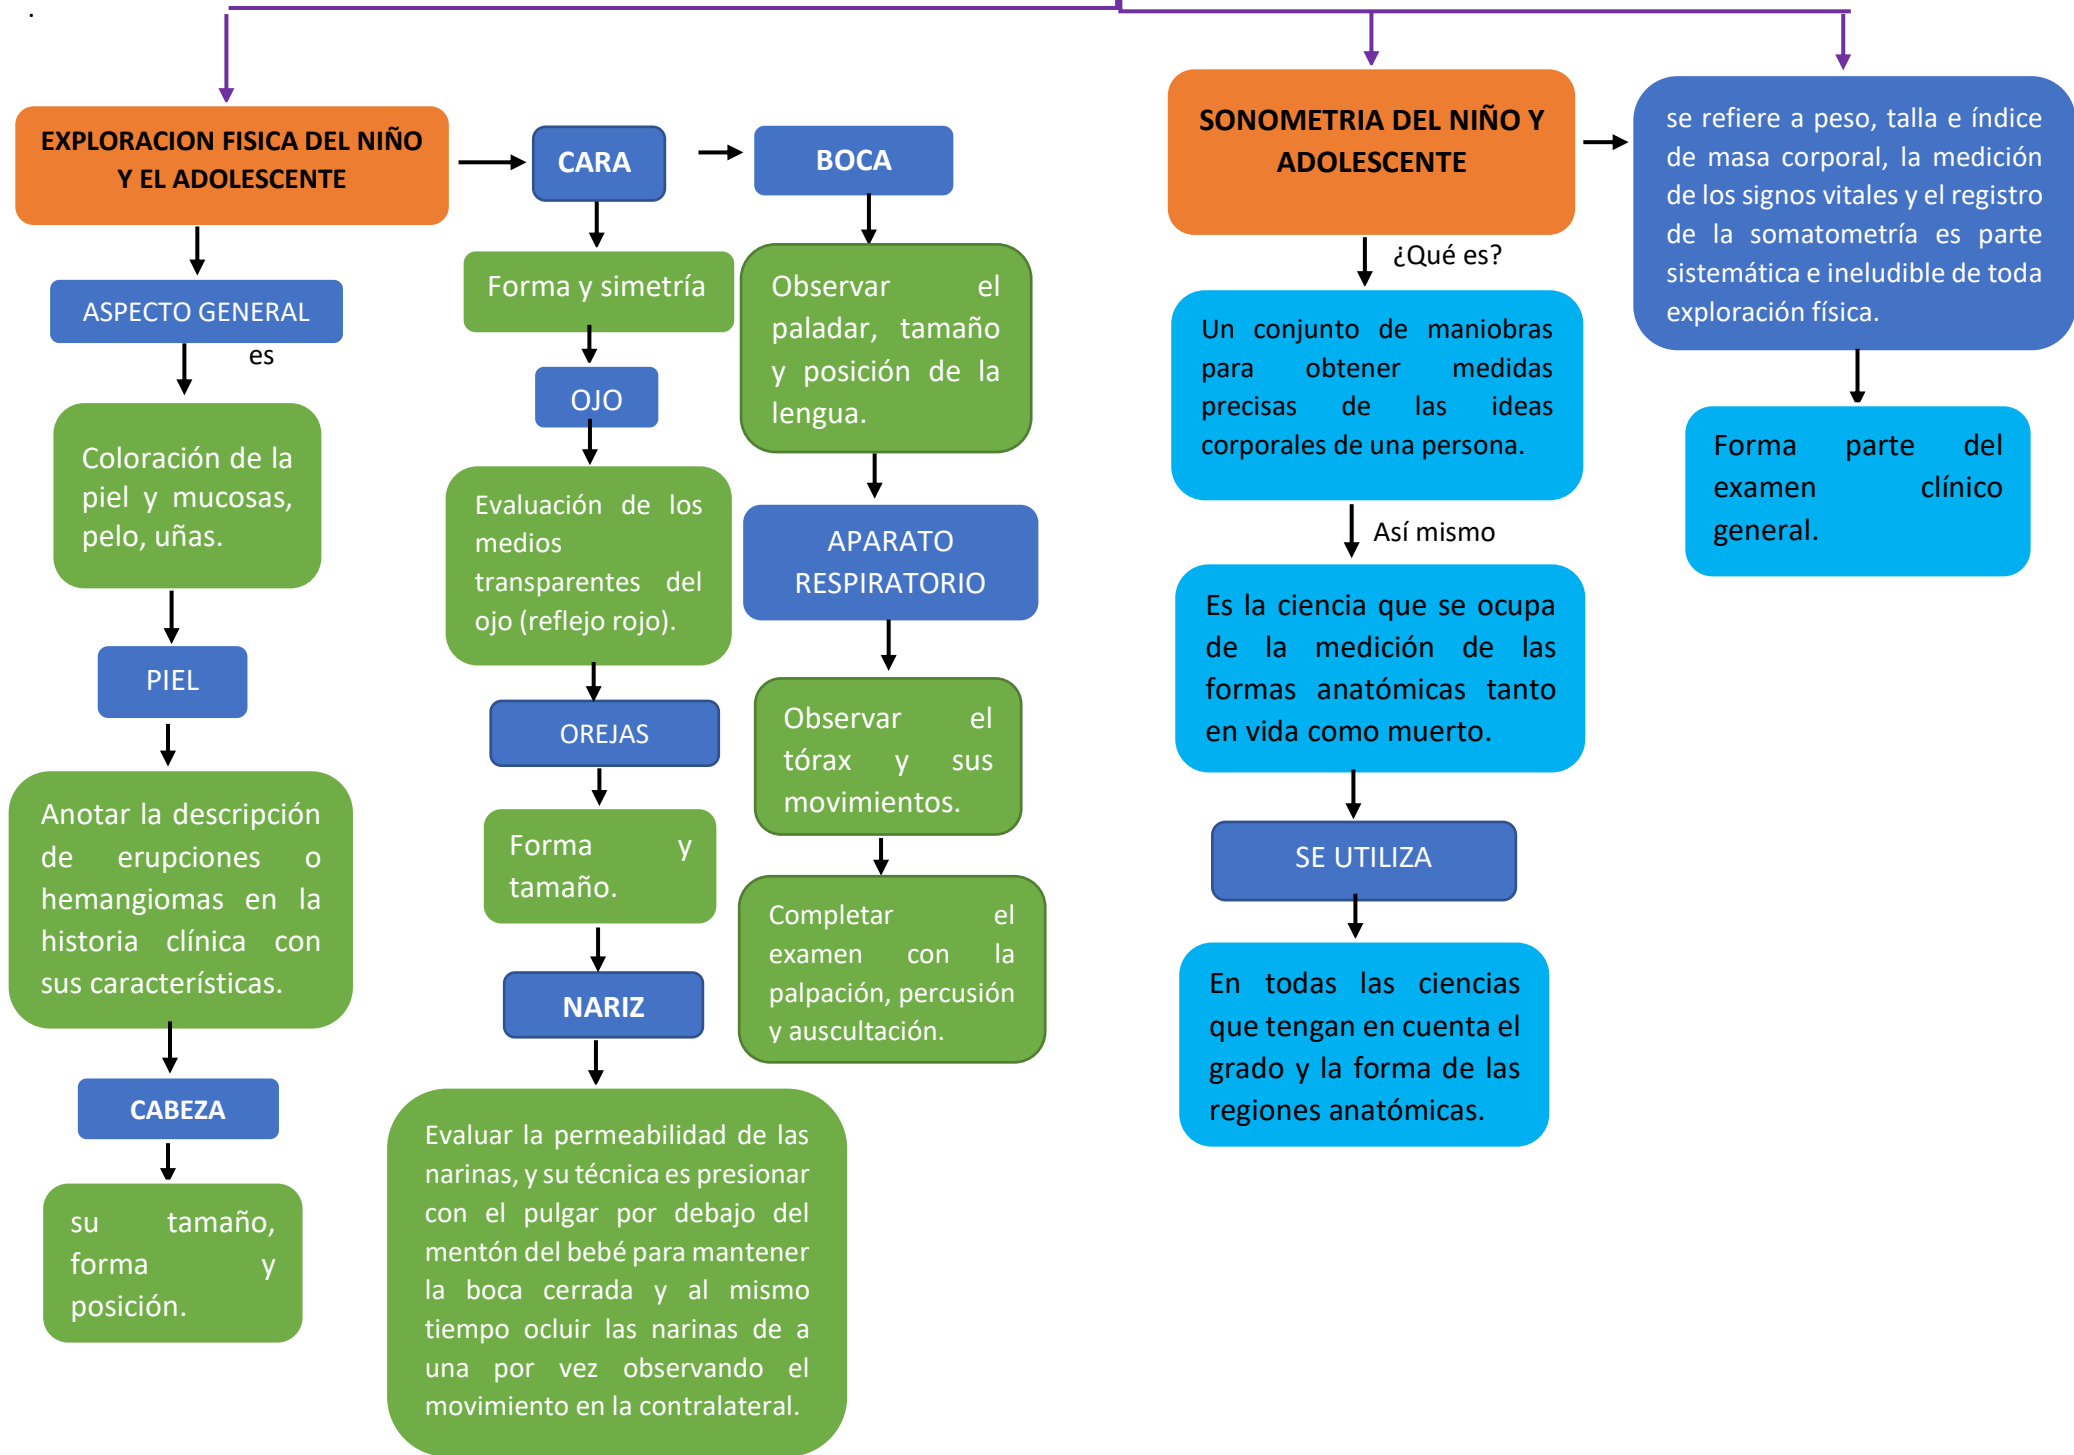 .
EXPLORACION FISICA DEL NIÑO
Y EL ADOLESCENTE
ASPECTO GENERAL
es
Coloración de la
piel y mucosas,
pelo, uñas.
PIEL
Anotar la descripción
de erupciones o
hemangiomas en la
historia clínica con
sus características.
CABEZA
su tamaño,
forma y
posición.
CARA
Forma y simetría
OJO
Evaluación de los
medios
transparentes del
ojo (reflejo rojo).
OREJAS
Forma y
tamaño.
NARIZ
Evaluar la permeabilidad de las
narinas, y su técnica es presionar
con el pulgar por debajo del
mentón del bebé para mantener
la boca cerrada y al mismo
tiempo ocluir las narinas de a
una por vez observando el
movimiento en la contralateral.
BOCA
Observar el
paladar, tamaño
y posición de la
lengua.
APARATO
RESPIRATORIO
Observar el
tórax y sus
movimientos.
Completar el
examen con la
palpación, percusión
y auscultación.
SONOMETRIA DEL NIÑO Y
ADOLESCENTE
¿Qué es?
Un conjunto de maniobras
para obtener medidas
precisas de las ideas
corporales de una persona.
Así mismo
Es la ciencia que se ocupa
de la medición de las
formas anatómicas tanto
en vida como muerto.
SE UTILIZA
En todas las ciencias
que tengan en cuenta el
grado y la forma de las
regiones anatómicas.
se refiere a peso, talla e índice
de masa corporal, la medición
de los signos vitales y el registro
de la somatometría es parte
sistemática e ineludible de toda
exploración física.
Forma parte del
examen clínico
general.